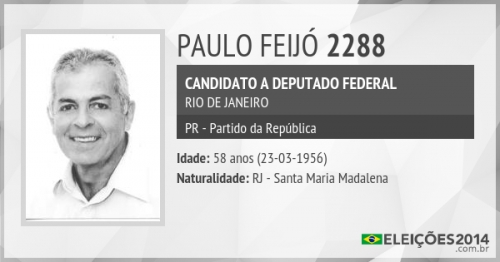 PAULO FEIJÓ 2288
CANDIDATO A DEPUTADO FEDERAL
RIO DE JANEIRO
PR - Partido da República
Idade: 58 anos (23-03-1956)
Naturalidade: RJ - Santa Maria Madalena
ELEIÇÕES2014
.com.br